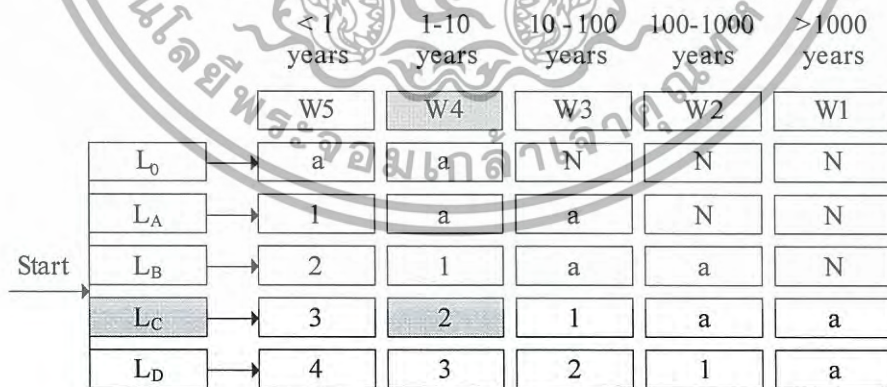 < 1 1-10 10-100 100-1000 >1000
years years years years years
W5 W4 W3 W2 W1
L0 a a N N N
LA 1 a a N N
Start LB 2 1 a a N
LC 3 2 1 a a
LD 4 3 2 1 a